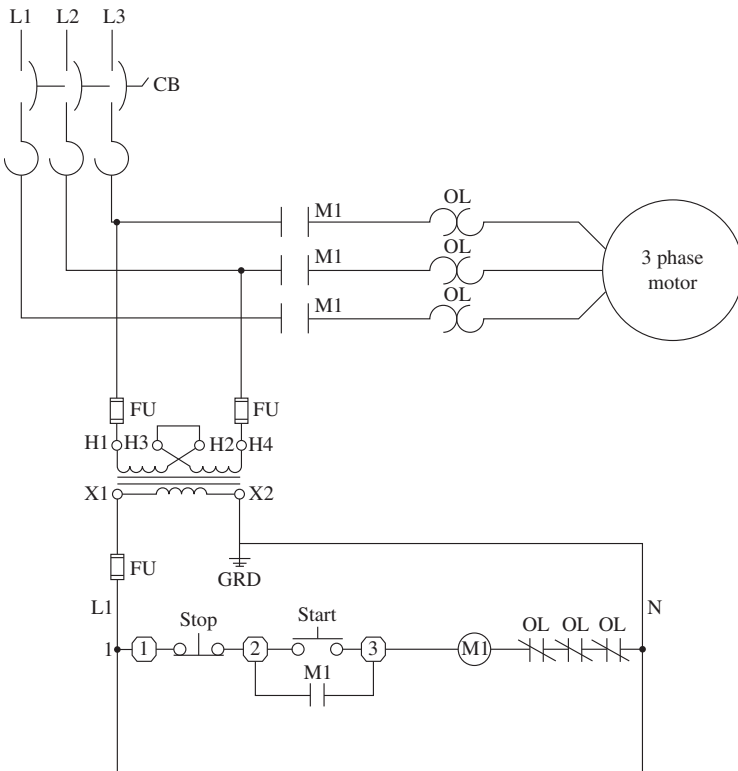 L1 L2 L3
CB
M1 OL
M1 OL
M1 OL
3 phase
motor
FU FU
H1 H3 H2 H4
X1 X2
FU
GRD
L1 N
Stop Start OL OL OL
1 1 2 3 M1
M1